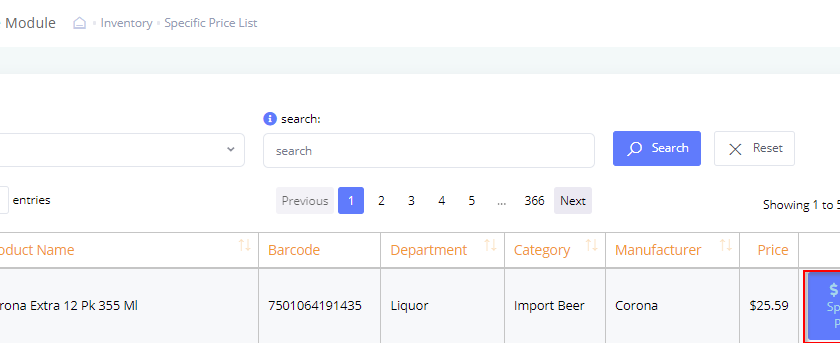 Module Inventory Specific Price List
search:
search Search Reset
entries Previous 1 2 3 4 5 ... 366 Next
Showing 1 to 5
oduct Name Barcode Department Category Manufacturer Price
rona Extra 12 Pk 355 Ml 7501064191435 Liquor Import Beer Corona $25.59
$
Sp
p